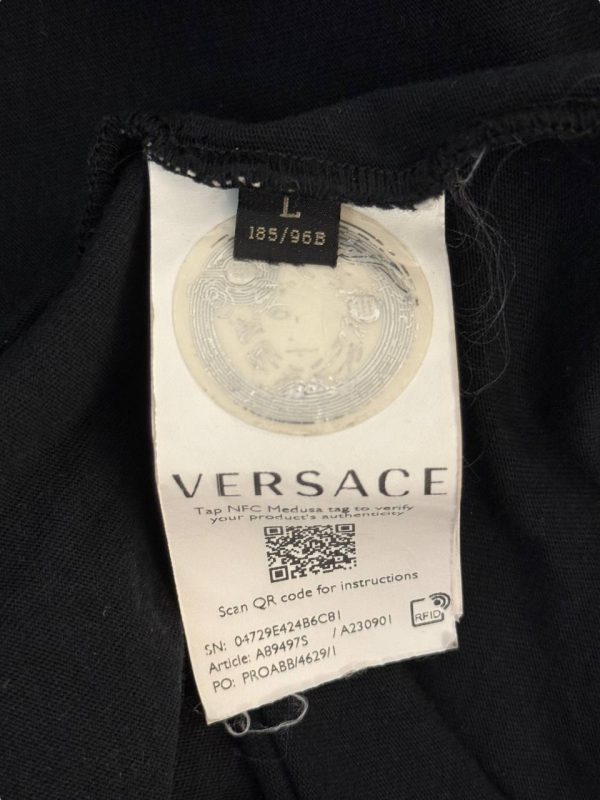 L
185/96B
VERSACE
Tap NFC Medusa tag to verify
your product's authenticity
Scan QR code for instructions
RFID
SN: 04729E424B6C81
Article: A89497S / A230901
PO: PROABB/4629/1